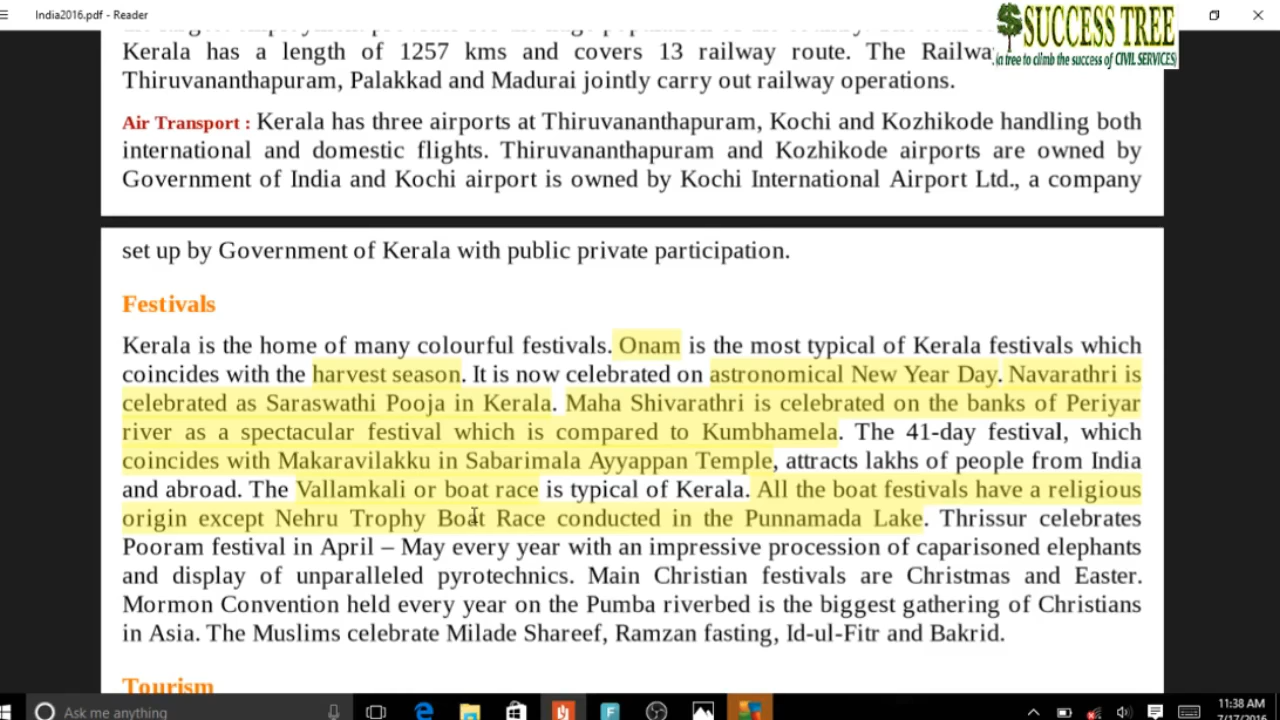 India2016.pdf - Reader
SUCCESS TREE
(a tree to climb the success of CIVIL SERVICES)
Kerala has a length of 1257 kms and covers 13 railway route. The Railwa
Thiruvananthapuram, Palakkad and Madurai jointly carry out railway operations.
Air Transport : Kerala has three airports at Thiruvananthapuram, Kochi and Kozhikode handling both
international and domestic flights. Thiruvananthapuram and Kozhikode airports are owned by
Government of India and Kochi airport is owned by Kochi International Airport Ltd., a company
set up by Government of Kerala with public private participation.
Festivals
Kerala is the home of many colourful festivals. Onam is the most typical of Kerala festivals which
coincides with the harvest season. It is now celebrated on astronomical New Year Day. Navarathri is
celebrated as Saraswathi Pooja in Kerala. Maha Shivarathri is celebrated on the banks of Periyar
river as a spectacular festival which is compared to Kumbhamela. The 41-day festival, which
coincides with Makaravilakku in Sabarimala Ayyappan Temple, attracts lakhs of people from India
and abroad. The Vallamkali or boat race is typical of Kerala. All the boat festivals have a religious
origin except Nehru Trophy Boat Race conducted in the Punnamada Lake. Thrissur celebrates
Pooram festival in April – May every year with an impressive procession of caparisoned elephants
and display of unparalleled pyrotechnics. Main Christian festivals are Christmas and Easter.
Mormon Convention held every year on the Pumba riverbed is the biggest gathering of Christians
in Asia. The Muslims celebrate Milade Shareef, Ramzan fasting, Id-ul-Fitr and Bakrid.
Tourism
Ask me anything
11:38 AM
7/17/2016